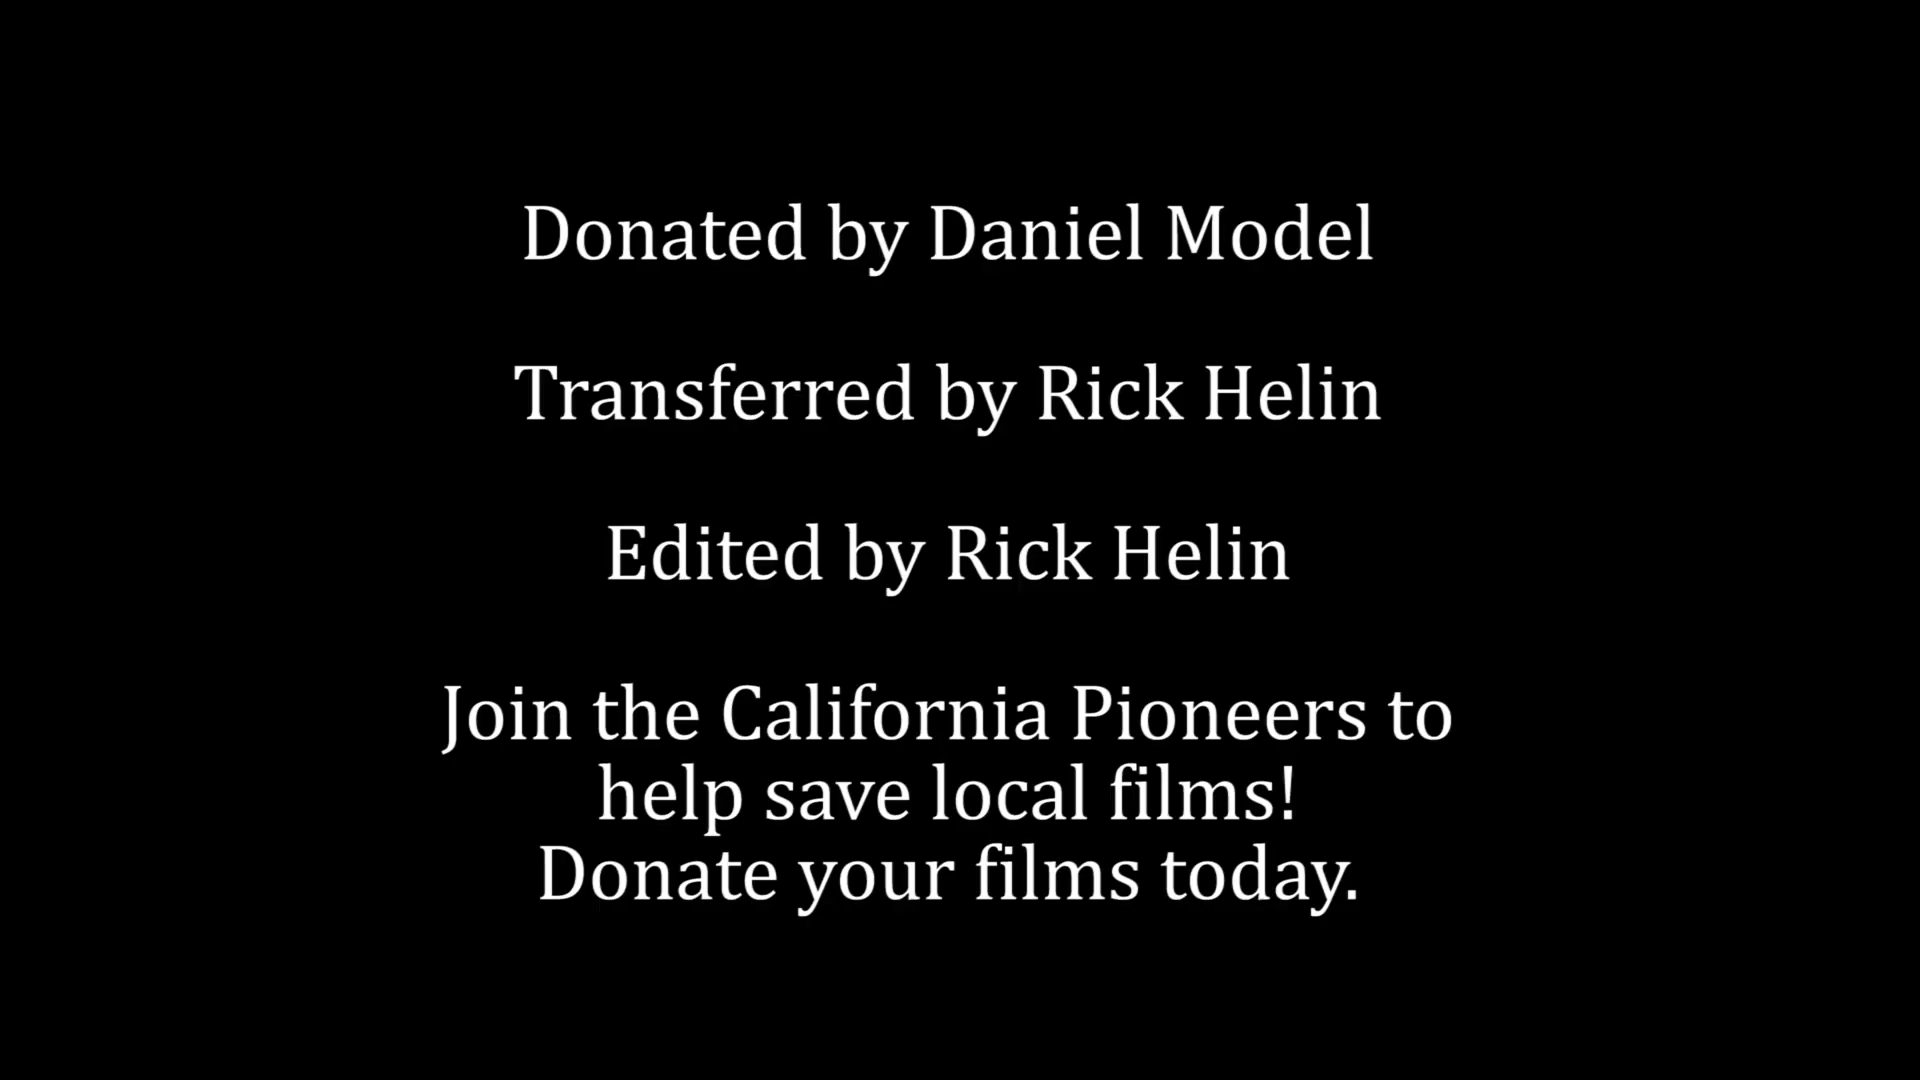 Donated by Daniel Model
Transferred by Rick Helin
Edited by Rick Helin
Join the California Pioneers to
help save local films!
Donate your films today.